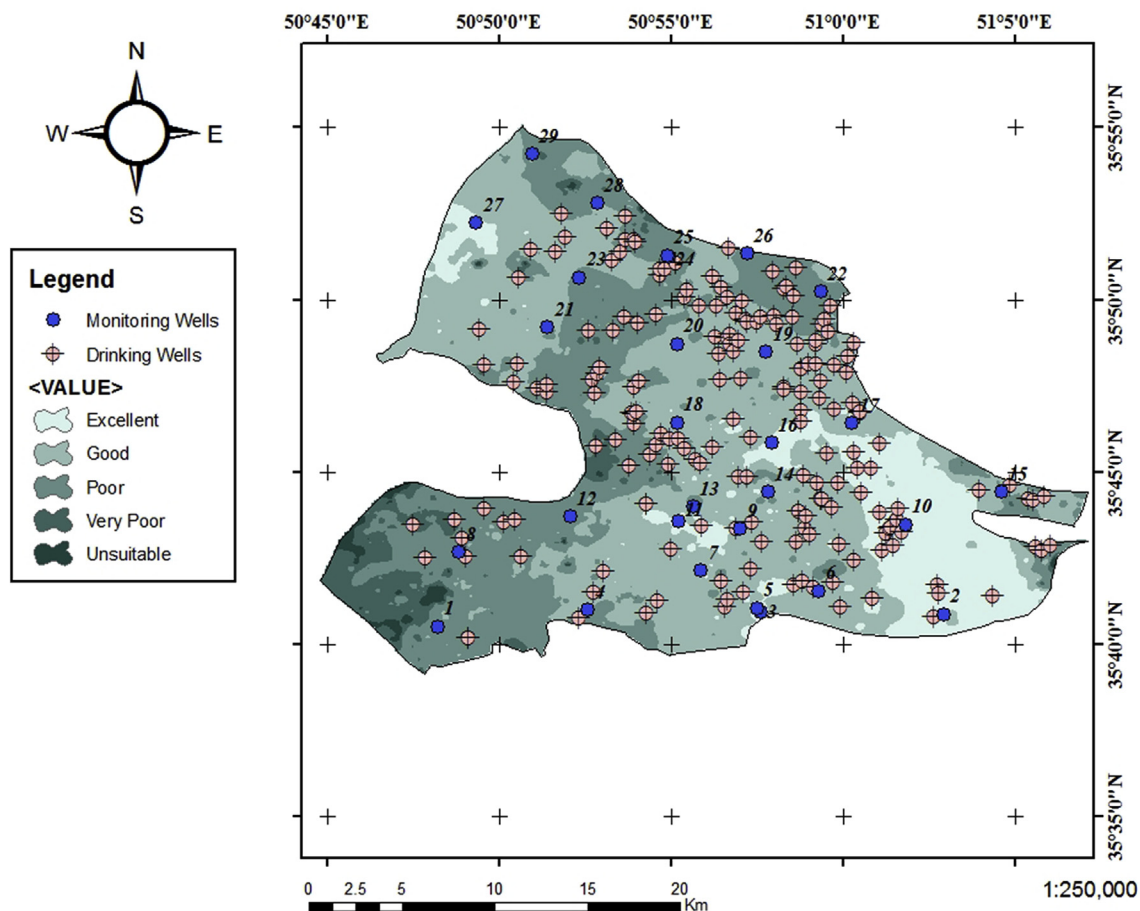 50°45'0"E 50°50'0"E 50°55'0"E 51°0'0"E 51°5'0"E
N
W E
S
35°55'0"N
35°50'0"N
35°45'0"N
35°40'0"N
35°35'0"N
Legend
Monitoring Wells
Drinking Wells
<VALUE>
Excellent
Good
Poor
Very Poor
Unsuitable
29
28
27
26
25
24
23
22
21
20
19
18
17
16
15
14
13
12
11
10
9
8
7
6
5
4
3
2
1
0 2.5 5 10 15 20
Km
1:250,000